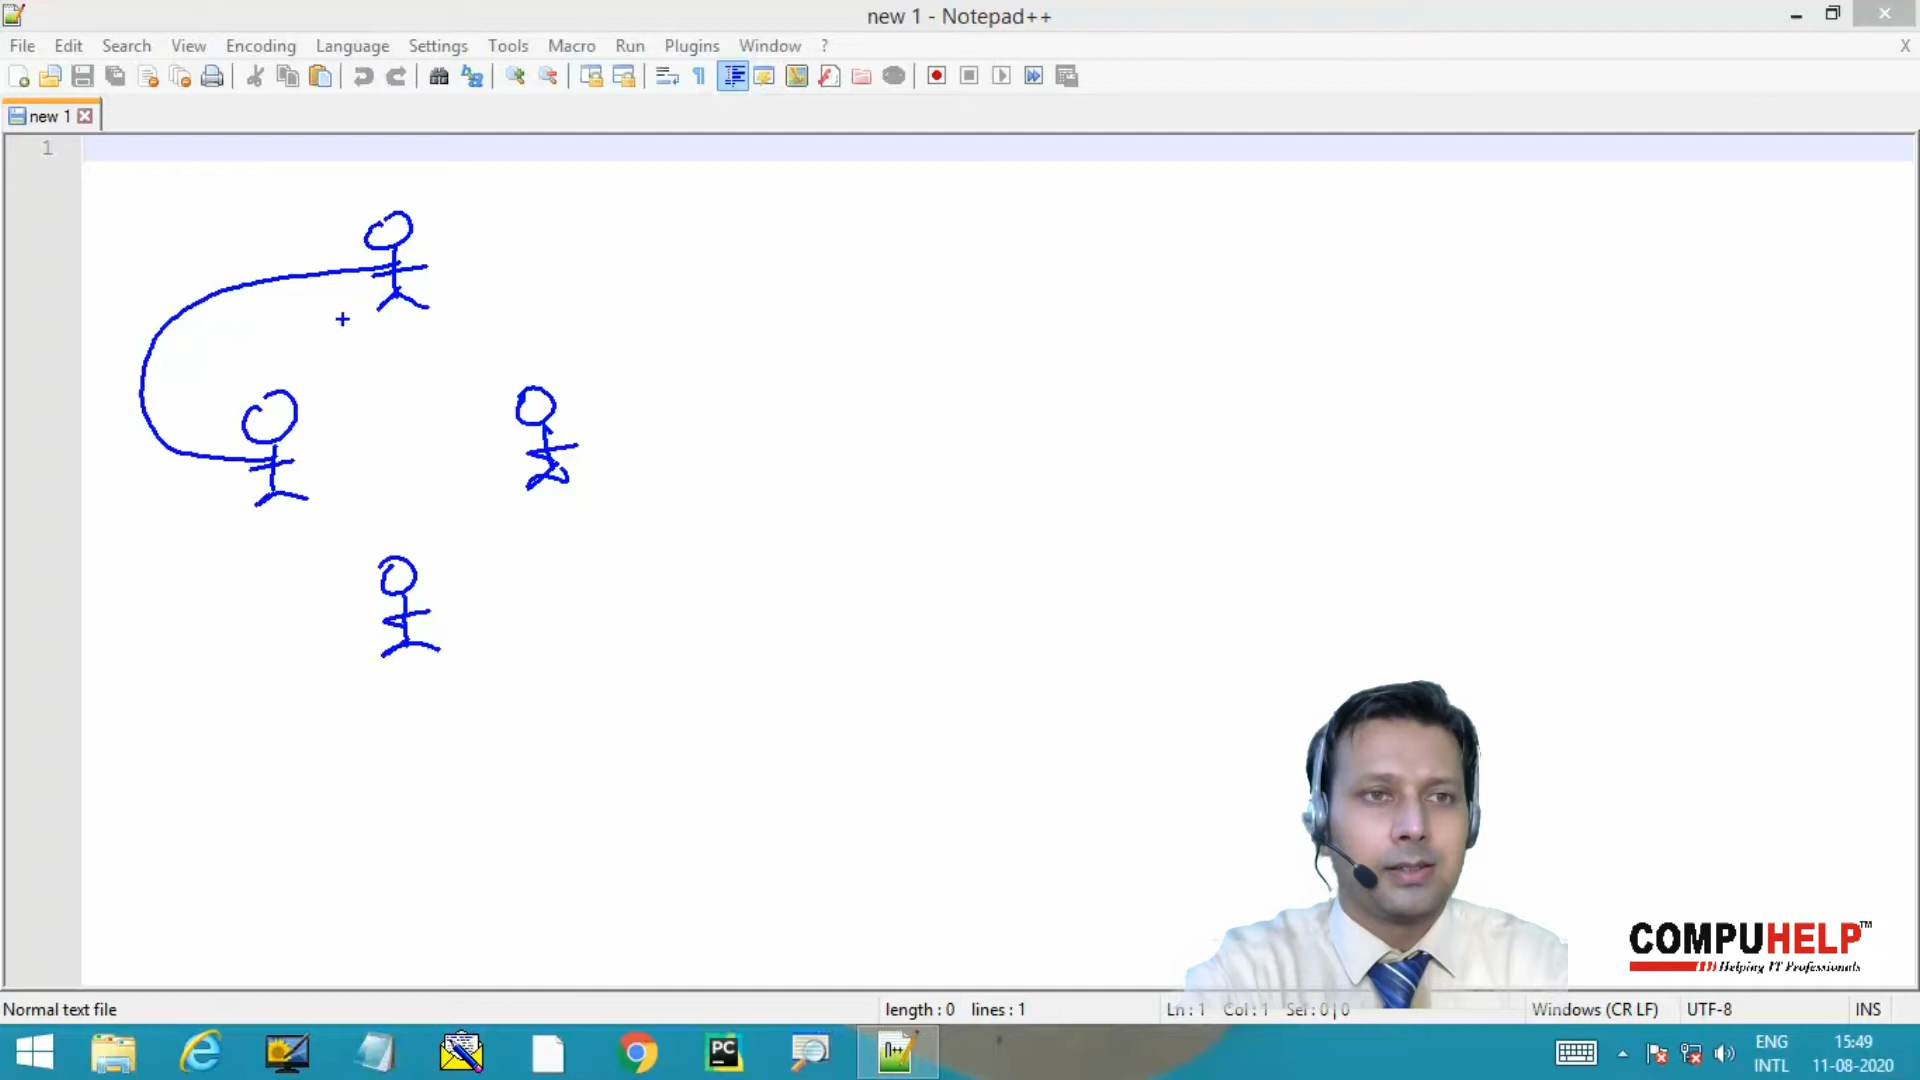 new 1 - Notepad++
File Edit Search View Encoding Language Settings Tools Macro Run Plugins Window ? X
new 1
1
COMPUHELP™
Helping IT Professionals
Normal text file length : 0 lines : 1 Ln : 1 Col : 1 Sel : 0 | 0 Windows (CR LF) UTF-8 INS
PC
N++
ENG 15:49
INTL 11-08-2020